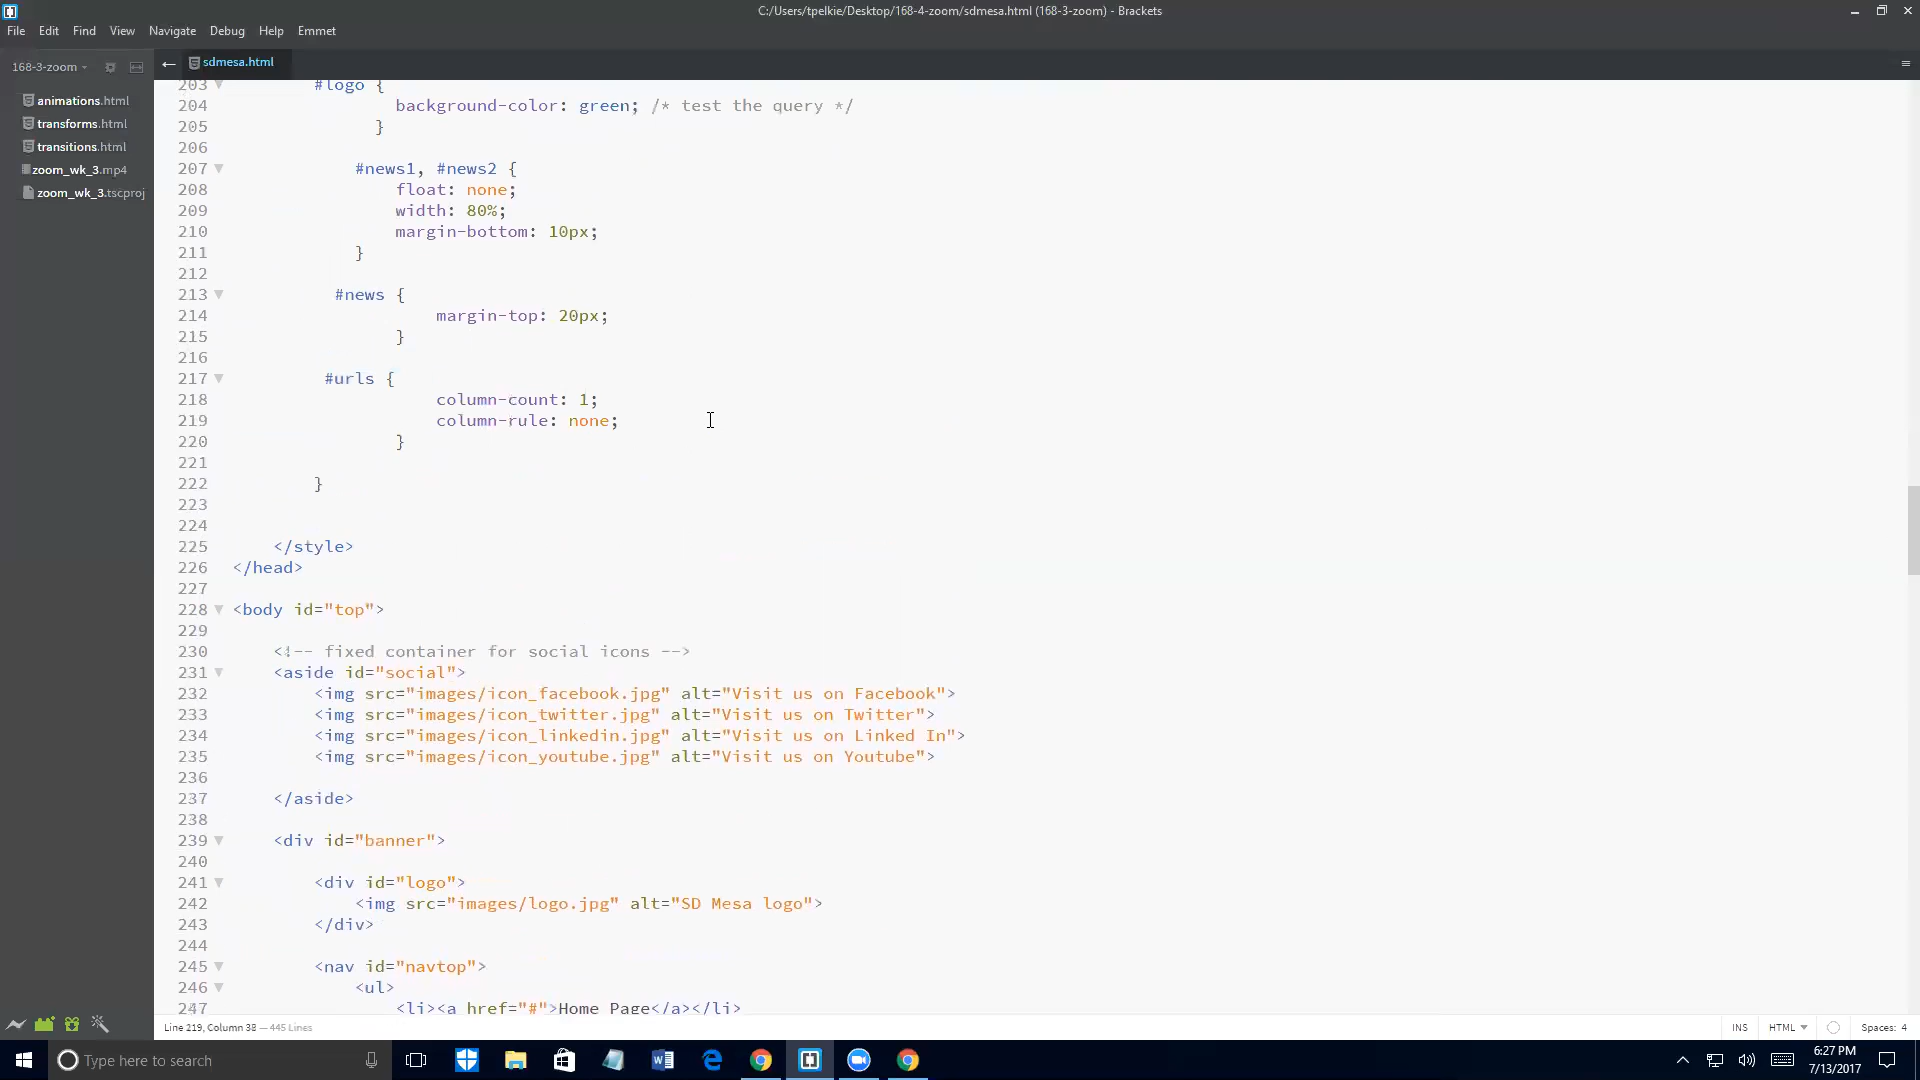 C:/Users/tpelkie/Desktop/168-4-zoom/sdmesa.html (168-3-zoom) - Brackets
File Edit Find View Navigate Debug Help Emmet
168-3-zoom
sdmesa.html
animations.html
transforms.html
transitions.html
zoom_wk_3.mp4
zoom_wk_3.tscproj
203 #logo {
204 background-color: green; /* test the query */
205 }
206
207 #news1, #news2 {
208 float: none;
209 width: 80%;
210 margin-bottom: 10px;
211 }
212
213 #news {
214 margin-top: 20px;
215 }
216
217 #urls {
218 column-count: 1;
219 column-rule: none;
220 }
221
222 }
223
224
225 </style>
226 </head>
227
228 <body id="top">
229
230 <!-- fixed container for social icons -->
231 <aside id="social">
232 <img src="images/icon_facebook.jpg" alt="Visit us on Facebook">
233 <img src="images/icon_twitter.jpg" alt="Visit us on Twitter">
234 <img src="images/icon_linkedin.jpg" alt="Visit us on Linked In">
235 <img src="images/icon_youtube.jpg" alt="Visit us on Youtube">
236
237 </aside>
238
239 <div id="banner">
240
241 <div id="logo">
242 <img src="images/logo.jpg" alt="SD Mesa logo">
243 </div>
244
245 <nav id="navtop">
246 <ul>
247 <li><a href="#">Home Page</a></li>
Line 219, Column 38 — 445 Lines
INS HTML Spaces: 4
Type here to search
6:27 PM
7/13/2017